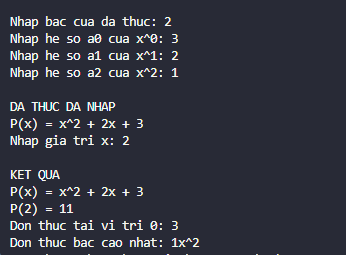 Nhap bac cua da thuc: 2
Nhap he so a0 cua x^0: 3
Nhap he so a1 cua x^1: 2
Nhap he so a2 cua x^2: 1
DA THUC DA NHAP
P(x) = x^2 + 2x + 3
Nhap gia tri x: 2
KET QUA
P(x) = x^2 + 2x + 3
P(2) = 11
Don thuc tai vi tri 0: 3
Don thuc bac cao nhat: 1x^2